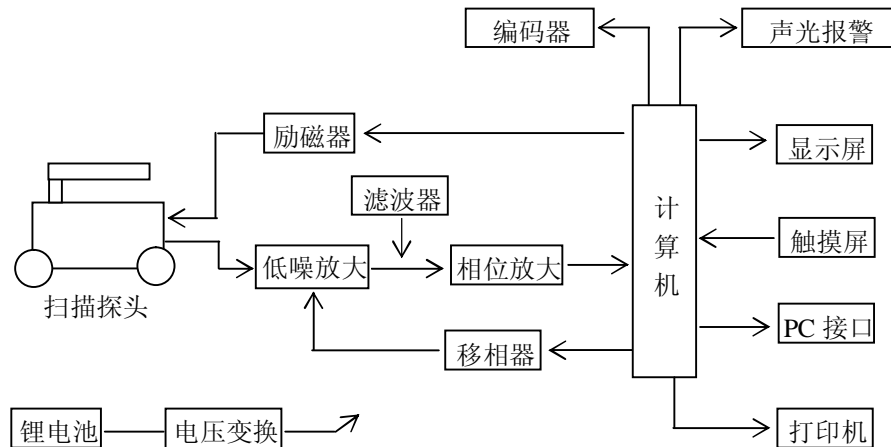 编码器
声光报警
励磁器
显示屏
滤波器
计算机
触摸屏
低噪放大
相位放大
扫描探头
PC 接口
移相器
锂电池
电压变换
打印机